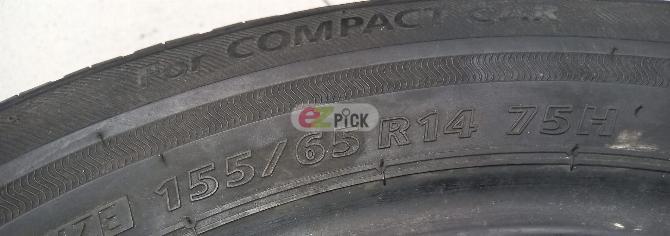 For COMPACT CAR
ezPICK
155/65 R14 75H